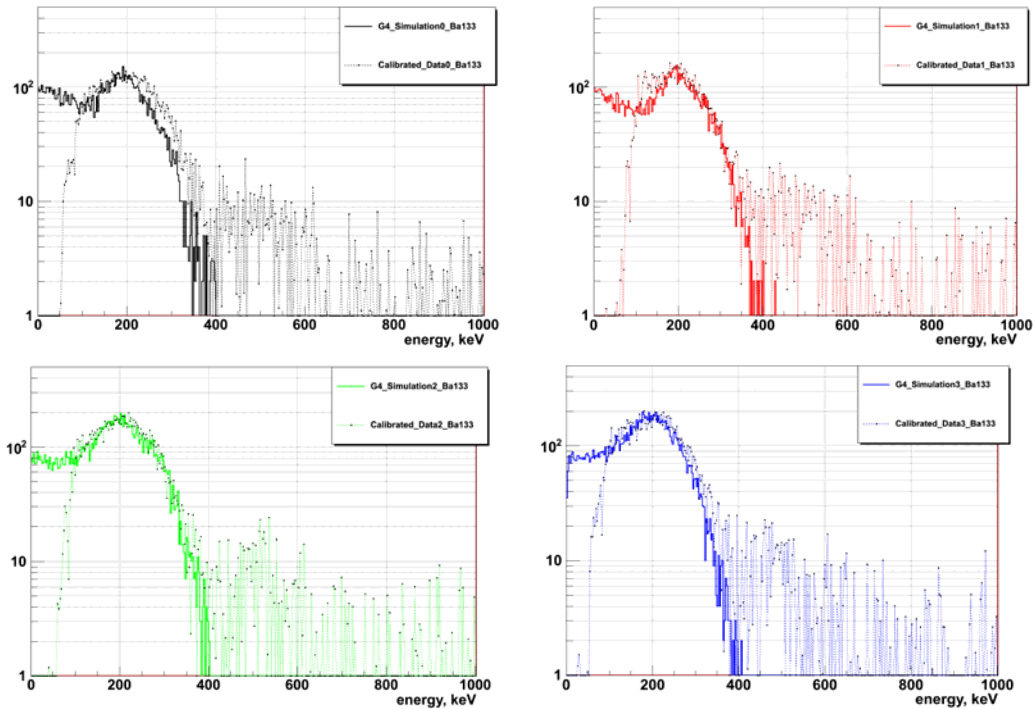 G4_Simulation0_Ba133
Calibrated_Data0_Ba133
10²
10
1
0 200 400 600 800 1000
energy, keV
G4_Simulation1_Ba133
Calibrated_Data1_Ba133
10²
10
1
0 200 400 600 800 1000
energy, keV
G4_Simulation2_Ba133
Calibrated_Data2_Ba133
10²
10
1
0 200 400 600 800 1000
energy, keV
G4_Simulation3_Ba133
Calibrated_Data3_Ba133
10²
10
1
0 200 400 600 800 1000
energy, keV